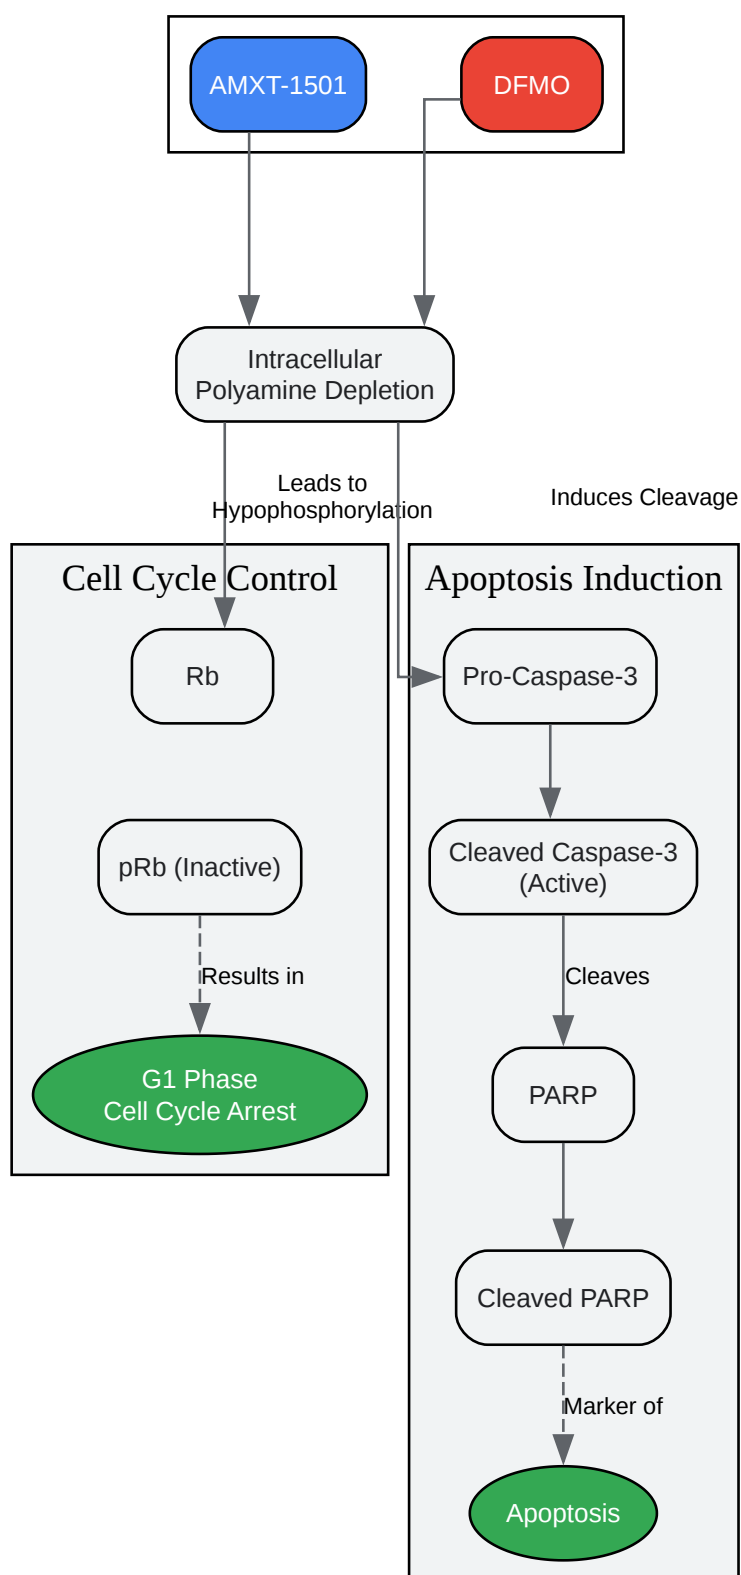 AMXT-1501
DFMO
Intracellular
Polyamine Depletion
Leads to
Hypophosphorylation
Induces Cleavage
Cell Cycle Control
Rb
pRb (Inactive)
Results in
G1 Phase
Cell Cycle Arrest
Apoptosis Induction
Pro-Caspase-3
Cleaved Caspase-3
(Active)
Cleaves
PARP
Cleaved PARP
Marker of
Apoptosis